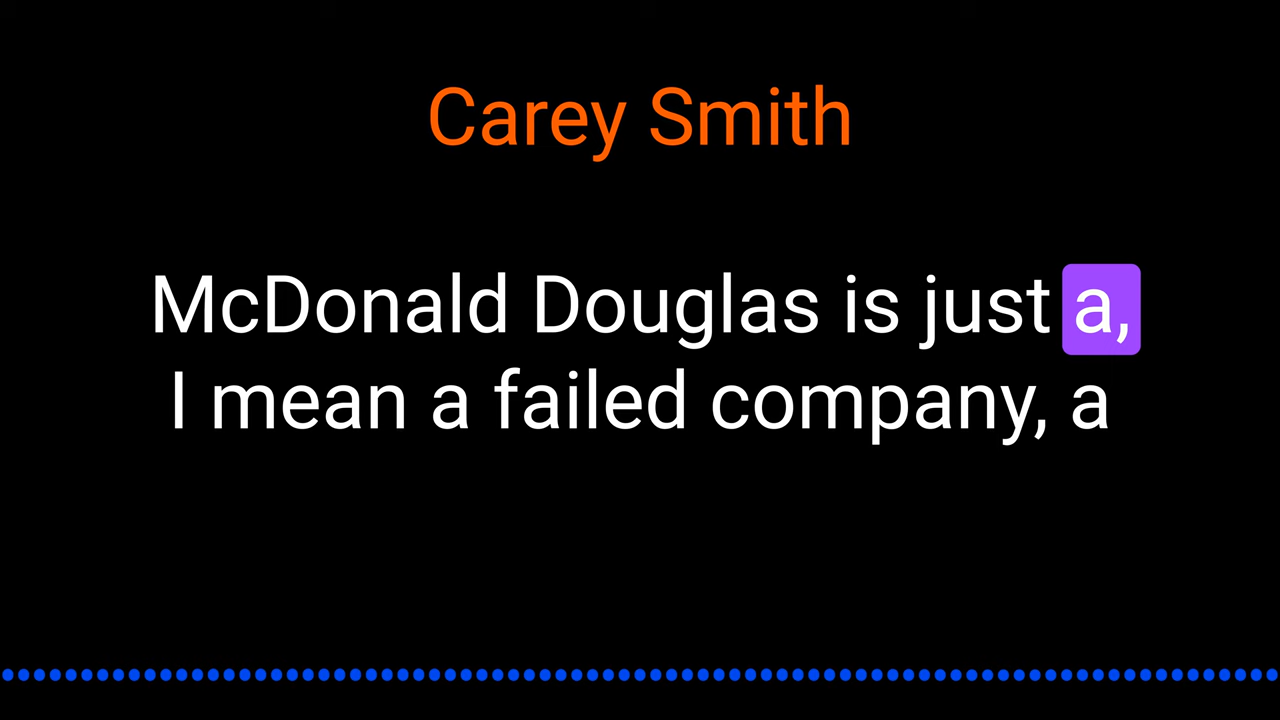 Carey Smith
McDonald Douglas is just a,
I mean a failed company, a